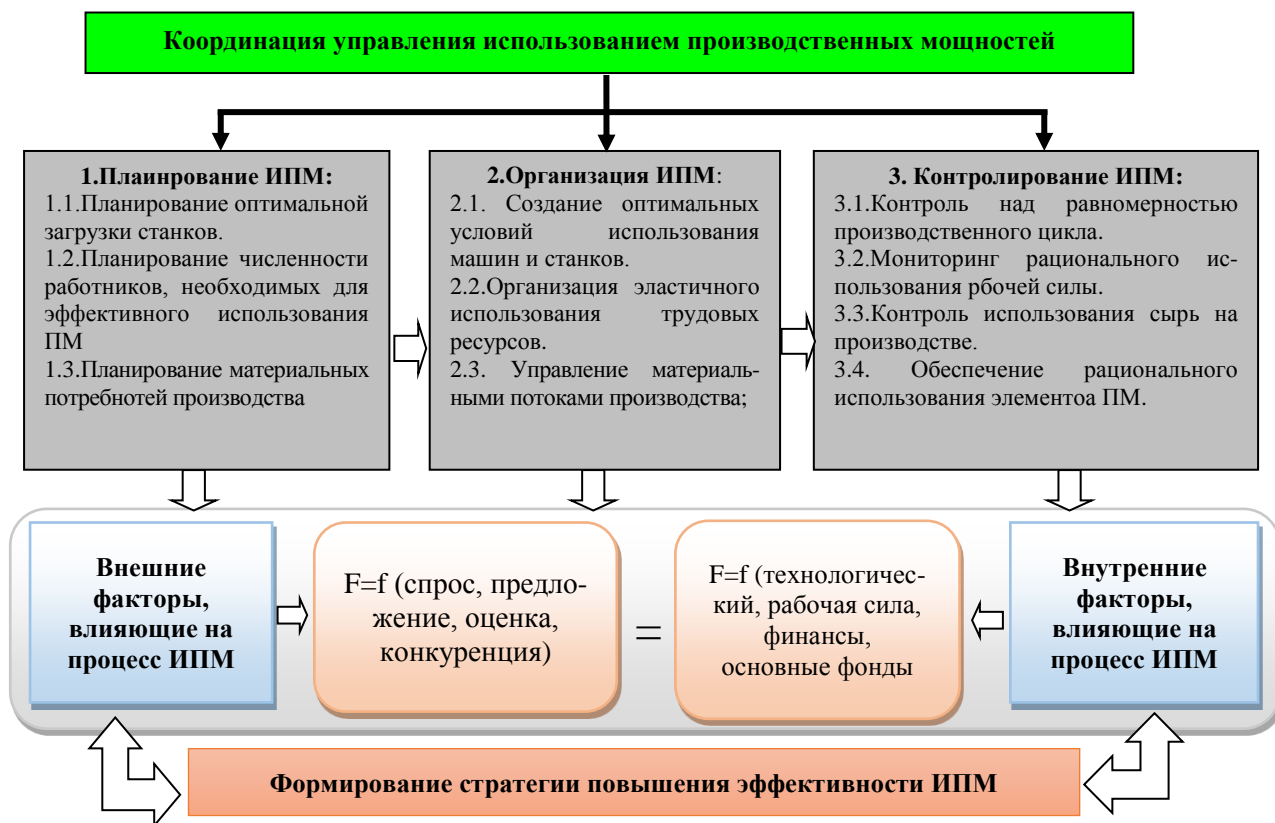 Координация управления использованием производственных мощностей
1.Плаинрование ИПМ:
1.1.Планирование оптимальной
загрузки станков.
1.2.Планирование численности
работников, необходимых для
эффективного использования
ПМ
1.3.Планирование материальных
потребнотей производства
2.Организация ИПМ:
2.1. Создание оптимальных
условий использования
машин и станков.
2.2.Организация эластичного
использования трудовых
ресурсов.
2.3. Управление материаль-
ными потоками производства;
3. Контролирование ИПМ:
3.1.Контроль над равномерностью
производственного цикла.
3.2.Мониторинг рационального ис-
пользования рбочей силы.
3.3.Контроль использования сырь на
производстве.
3.4. Обеспечение рационального
использования элементоа ПМ.
Внешние
факторы,
влияющие на
процесс ИПМ
F=f (спрос, предло-
жение, оценка,
конкуренция)
=
F=f (технологичес-
кий, рабочая сила,
финансы,
основные фонды
Внутренние
факторы,
влияющие на
процесс ИПМ
Формирование стратегии повышения эффективности ИПМ